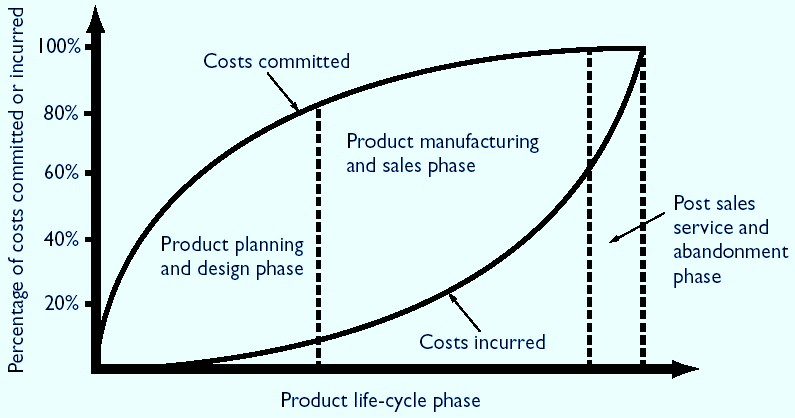 Percentage of costs committed or incurred
100%
80%
60%
40%
20%
Costs committed
Product manufacturing
and sales phase
Product planning
and design phase
Post sales
service and
abandonment
phase
Costs incurred
Product life-cycle phase